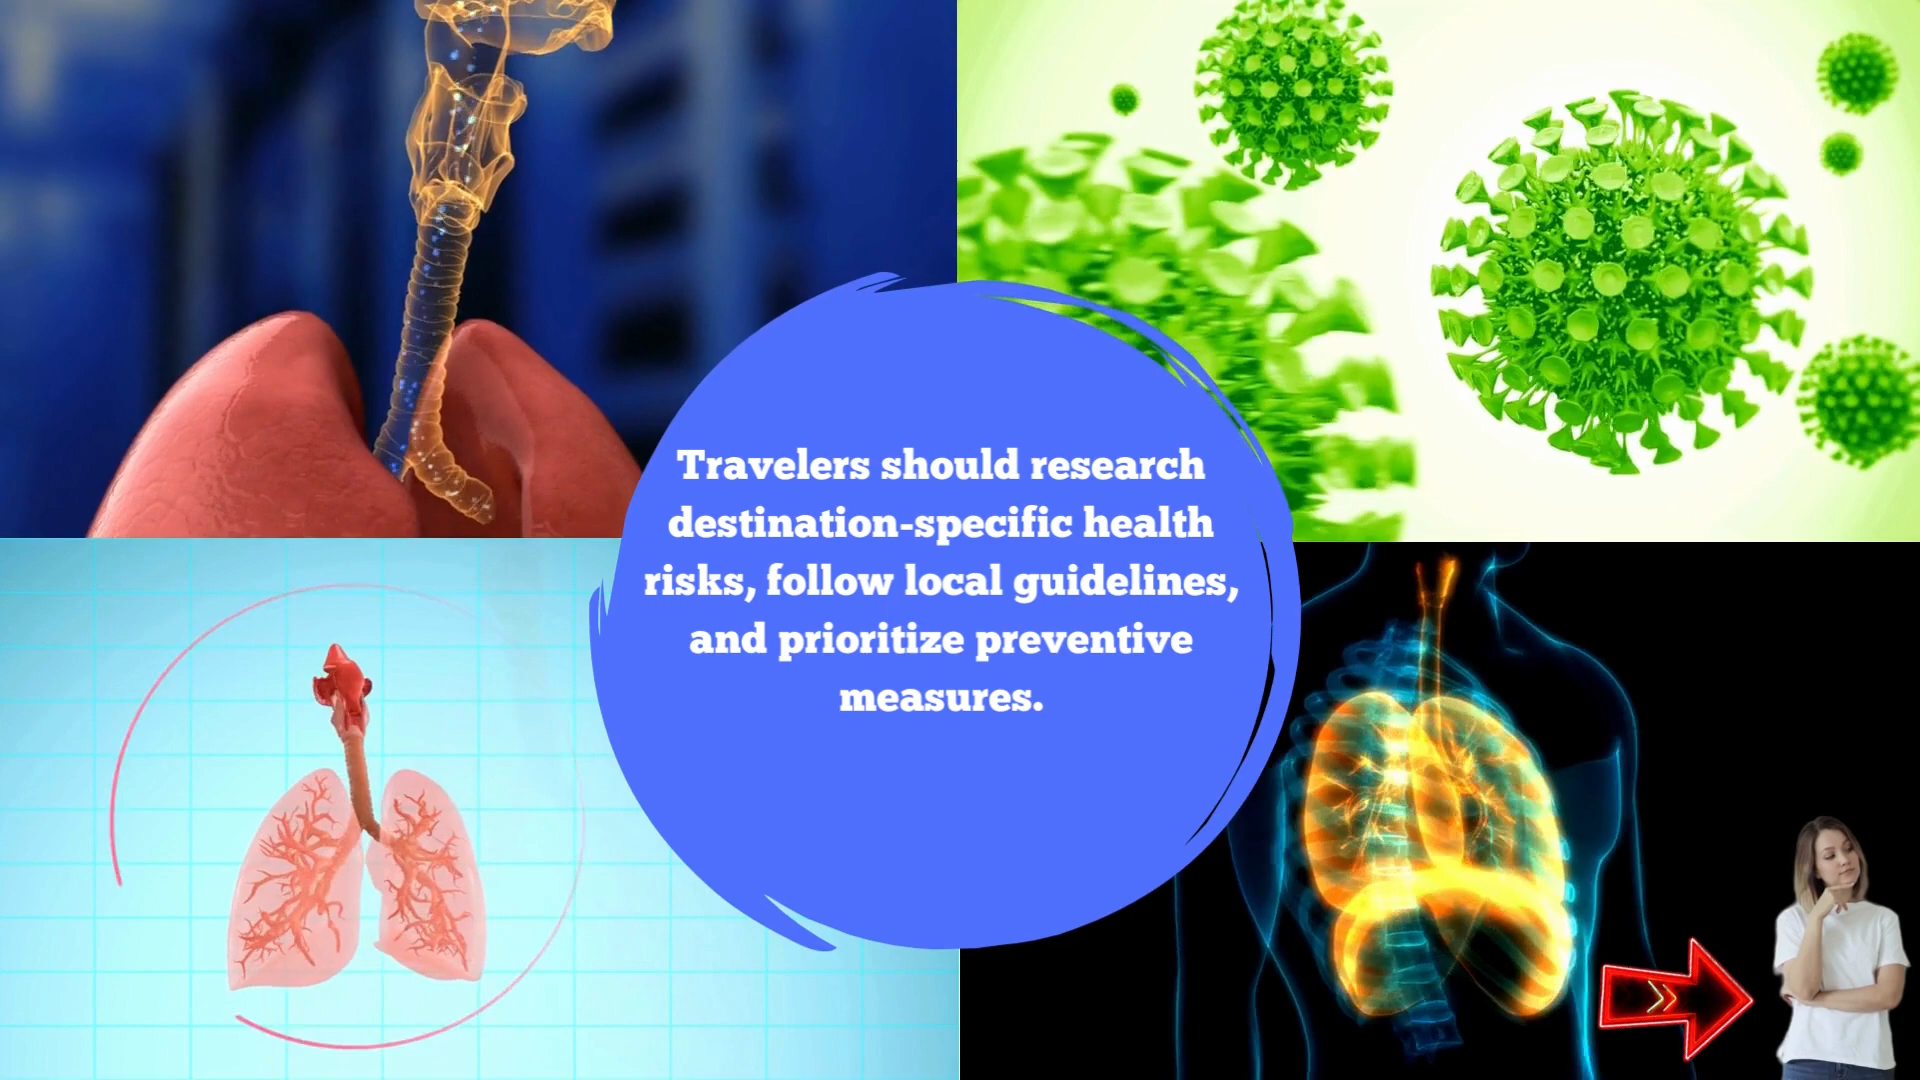 Travelers should research
destination-specific health
risks, follow local guidelines,
and prioritize preventive
measures.